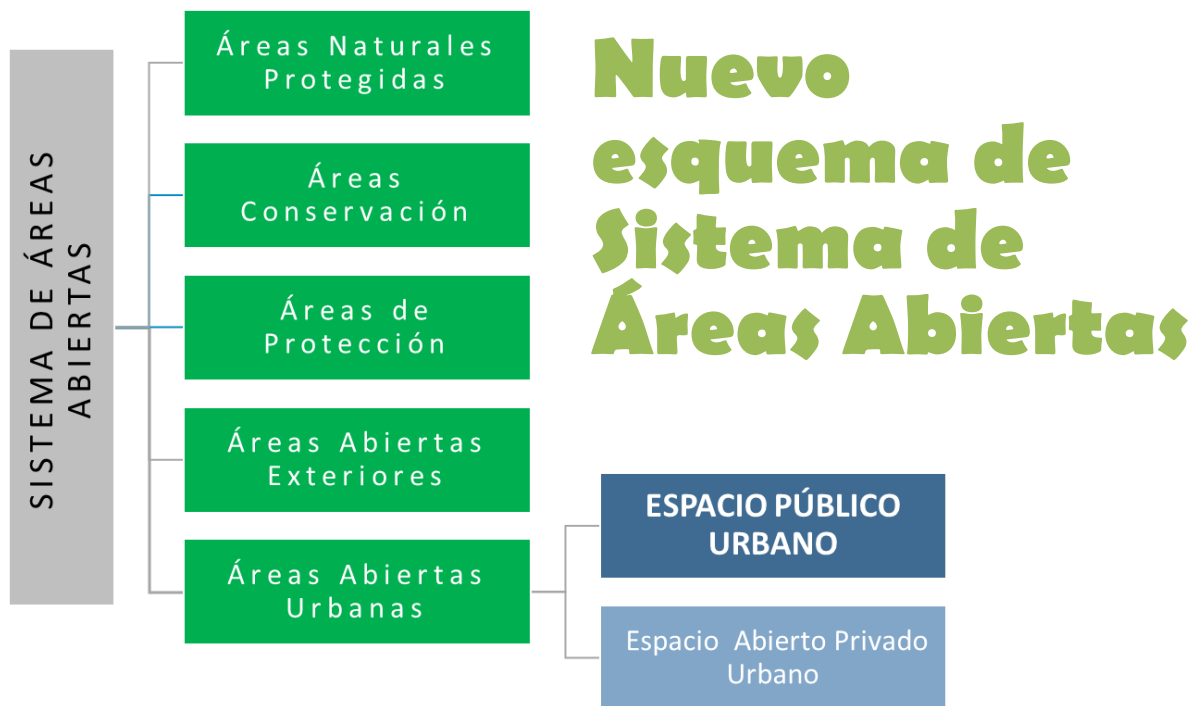 SISTEMA DE ÁREAS
ABIERTAS
Áreas Naturales
Protegidas
Áreas
Conservación
Áreas de
Protección
Áreas Abiertas
Exteriores
Áreas Abiertas
Urbanas
Nuevo
esquema de
Sistema de
Áreas Abiertas
ESPACIO PÚBLICO
URBANO
Espacio Abierto Privado
Urbano